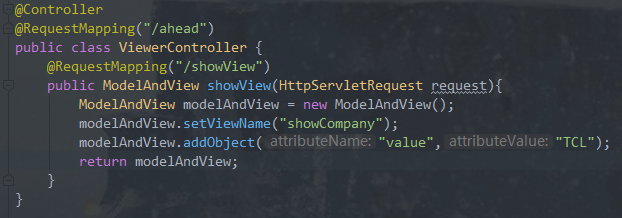 @Controller
@RequestMapping("/ahead")
public class ViewerController {
@RequestMapping("/showView")
public ModelAndView showView(HttpServletRequest request){
ModelAndView modelAndView = new ModelAndView();
modelAndView.setViewName("showCompany");
modelAndView.addObject( attributeName: "value", attributeValue: "TCL");
return modelAndView;
}
}